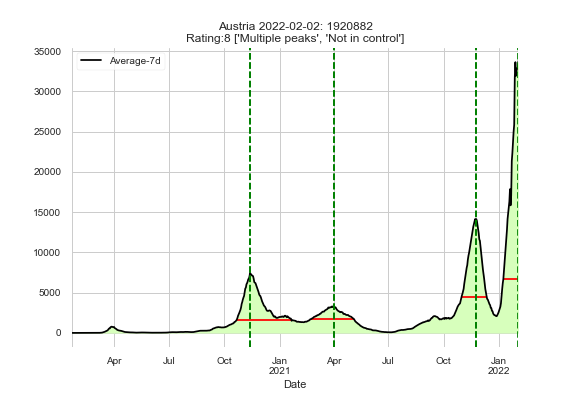 Austria 2022-02-02: 1920882
Rating:8 ['Multiple peaks', 'Not in control']
Average-7d
35000
30000
25000
20000
15000
10000
5000
0
Apr Jul Oct Jan Apr Jul Oct Jan
2021 2022
Date